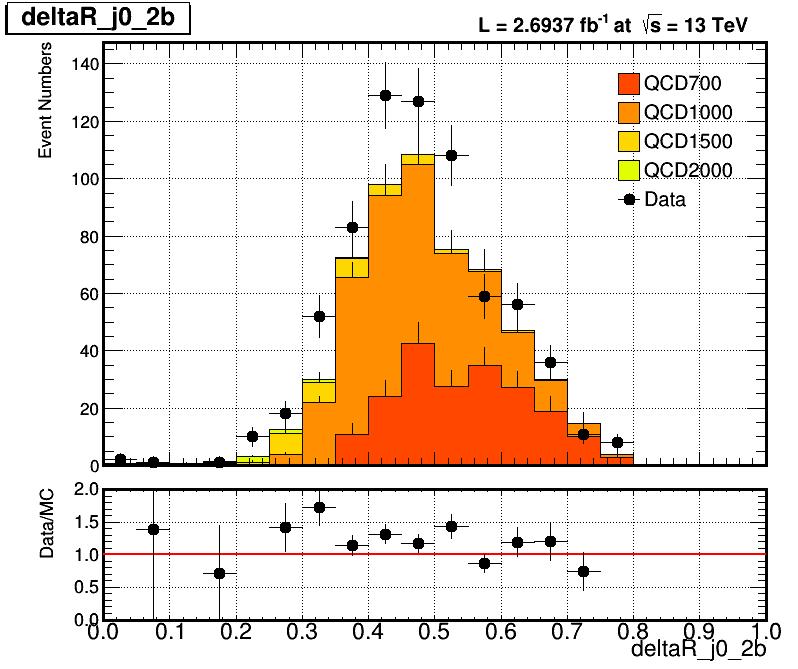 deltaR_j0_2b
L = 2.6937 fb⁻¹ at √s = 13 TeV
Event Numbers
140
120
100
80
60
40
20
0
QCD700
QCD1000
QCD1500
QCD2000
Data
Data/MC
2.0
1.5
1.0
0.5
0.0
0.0 0.1 0.2 0.3 0.4 0.5 0.6 0.7 0.8 0.9 1.0
deltaR_j0_2b